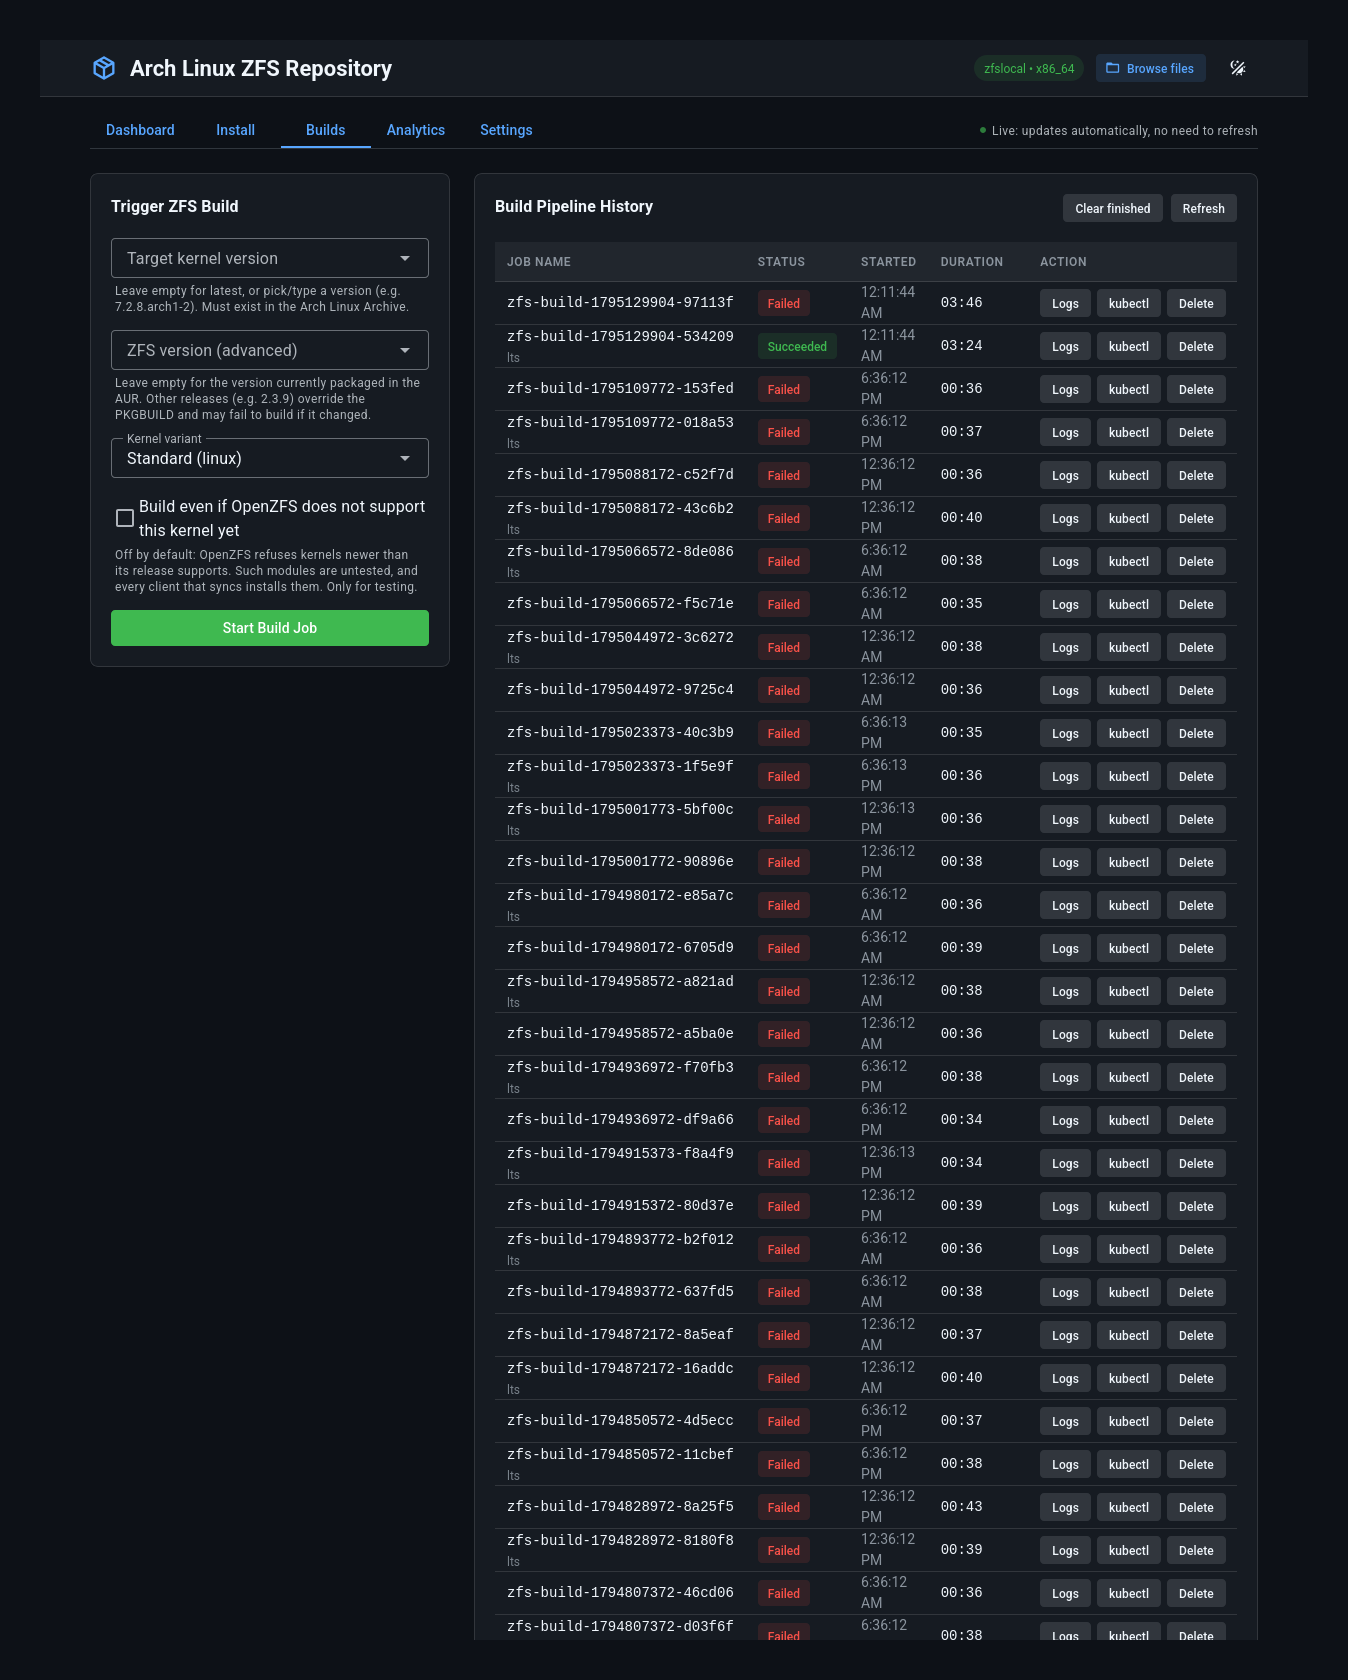 Arch Linux ZFS Repository
zfslocal • x86_64
Browse files
Dashboard
Install
Builds
Analytics
Settings
Live: updates automatically, no need to refresh
Trigger ZFS Build
Target kernel version
Leave empty for latest, or pick/type a version (e.g.
7.2.8.arch1-2). Must exist in the Arch Linux Archive.
ZFS version (advanced)
Leave empty for the version currently packaged in the
AUR. Other releases (e.g. 2.3.9) override the
PKGBUILD and may fail to build if it changed.
Kernel variant
Standard (linux)
Build even if OpenZFS does not support
this kernel yet
Off by default: OpenZFS refuses kernels newer than
its release supports. Such modules are untested, and
every client that syncs installs them. Only for testing.
Start Build Job
Build Pipeline History
Clear finished
Refresh
JOB NAME STATUS STARTED DURATION ACTION
zfs-build-1795129904-97113f Failed 12:11:44 AM 03:46 Logs kubectl Delete
zfs-build-1795129904-534209 lts Succeeded 12:11:44 AM 03:24 Logs kubectl Delete
zfs-build-1795109772-153fed Failed 6:36:12 PM 00:36 Logs kubectl Delete
zfs-build-1795109772-018a53 lts Failed 6:36:12 PM 00:37 Logs kubectl Delete
zfs-build-1795088172-c52f7d Failed 12:36:12 PM 00:36 Logs kubectl Delete
zfs-build-1795088172-43c6b2 lts Failed 12:36:12 PM 00:40 Logs kubectl Delete
zfs-build-1795066572-8de086 lts Failed 6:36:12 AM 00:38 Logs kubectl Delete
zfs-build-1795066572-f5c71e Failed 6:36:12 AM 00:35 Logs kubectl Delete
zfs-build-1795044972-3c6272 lts Failed 12:36:12 AM 00:38 Logs kubectl Delete
zfs-build-1795044972-9725c4 Failed 12:36:12 AM 00:36 Logs kubectl Delete
zfs-build-1795023373-40c3b9 Failed 6:36:13 PM 00:35 Logs kubectl Delete
zfs-build-1795023373-1f5e9f lts Failed 6:36:13 PM 00:36 Logs kubectl Delete
zfs-build-1795001773-5bf00c lts Failed 12:36:13 PM 00:36 Logs kubectl Delete
zfs-build-1795001772-90896e Failed 12:36:12 PM 00:38 Logs kubectl Delete
zfs-build-1794980172-e85a7c lts Failed 6:36:12 AM 00:36 Logs kubectl Delete
zfs-build-1794980172-6705d9 Failed 6:36:12 AM 00:39 Logs kubectl Delete
zfs-build-1794958572-a821ad lts Failed 12:36:12 AM 00:38 Logs kubectl Delete
zfs-build-1794958572-a5ba0e Failed 12:36:12 AM 00:36 Logs kubectl Delete
zfs-build-1794936972-f70fb3 lts Failed 6:36:12 PM 00:38 Logs kubectl Delete
zfs-build-1794936972-df9a66 Failed 6:36:12 PM 00:34 Logs kubectl Delete
zfs-build-1794915373-f8a4f9 lts Failed 12:36:13 PM 00:34 Logs kubectl Delete
zfs-build-1794915372-80d37e Failed 12:36:12 PM 00:39 Logs kubectl Delete
zfs-build-1794893772-b2f012 lts Failed 6:36:12 AM 00:36 Logs kubectl Delete
zfs-build-1794893772-637fd5 Failed 6:36:12 AM 00:38 Logs kubectl Delete
zfs-build-1794872172-8a5eaf Failed 12:36:12 AM 00:37 Logs kubectl Delete
zfs-build-1794872172-16addc lts Failed 12:36:12 AM 00:40 Logs kubectl Delete
zfs-build-1794850572-4d5ecc Failed 6:36:12 PM 00:37 Logs kubectl Delete
zfs-build-1794850572-11cbef lts Failed 6:36:12 PM 00:38 Logs kubectl Delete
zfs-build-1794828972-8a25f5 Failed 12:36:12 PM 00:43 Logs kubectl Delete
zfs-build-1794828972-8180f8 lts Failed 12:36:12 PM 00:39 Logs kubectl Delete
zfs-build-1794807372-46cd06 Failed 6:36:12 AM 00:36 Logs kubectl Delete
zfs-build-1794807372-d03f6f Failed 6:36:12 00:38 Logs kubectl Delete